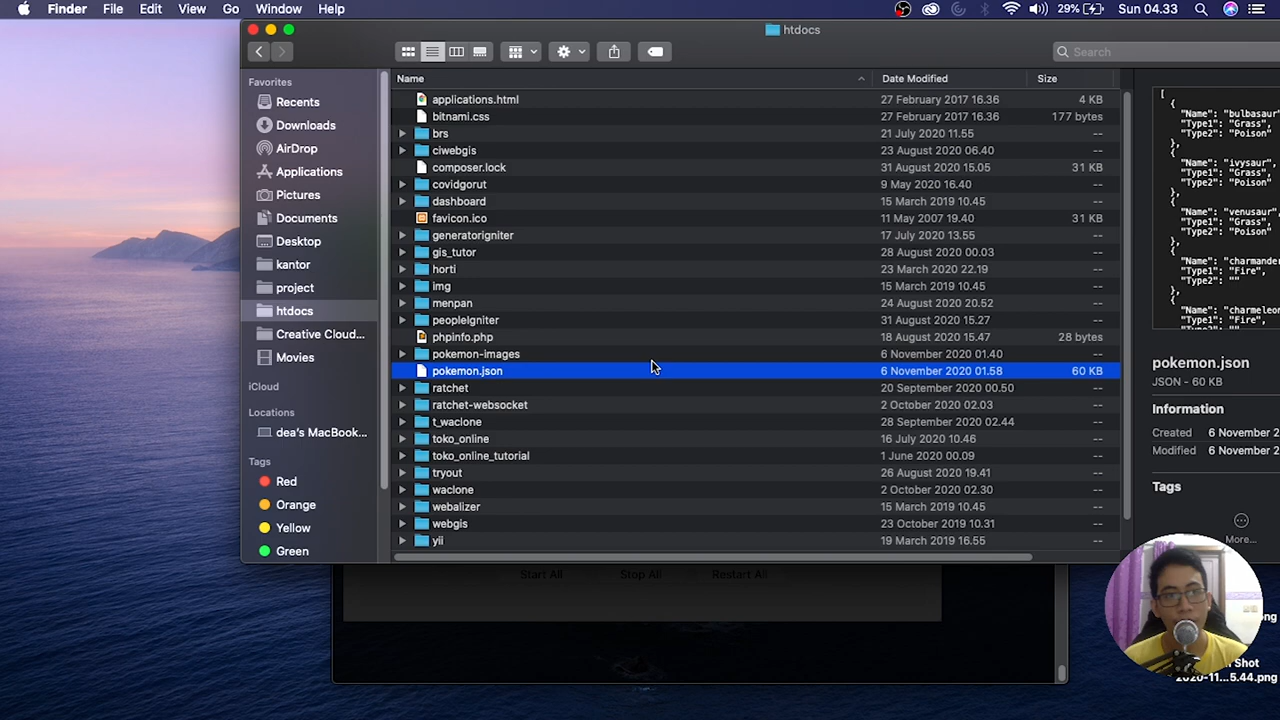 Finder File Edit View Go Window Help 29% Sun 04.33
htdocs
Search
Favorites
Recents
Downloads
AirDrop
Applications
Pictures
Documents
Desktop
kantor
project
htdocs
Creative Cloud...
Movies
iCloud
Locations
dea's MacBook...
Tags
Red
Orange
Yellow
Green
Name Date Modified Size
applications.html 27 February 2017 16.36 4 KB
bitnami.css 27 February 2017 16.36 177 bytes
brs 21 July 2020 11.55 --
ciwebgis 23 August 2020 06.40 --
composer.lock 31 August 2020 15.05 31 KB
covidgorut 9 May 2020 16.40 --
dashboard 15 March 2019 10.45 --
favicon.ico 11 May 2007 19.40 31 KB
generatorigniter 17 July 2020 13.55 --
gis_tutor 28 August 2020 00.03 --
horti 23 March 2020 22.19 --
img 15 March 2019 10.45 --
menpan 24 August 2020 20.52 --
peopleIgniter 31 August 2020 15.27 --
phpinfo.php 18 August 2020 15.47 28 bytes
pokemon-images 6 November 2020 01.40 --
pokemon.json 6 November 2020 01.58 60 KB
ratchet 20 September 2020 00.50 --
ratchet-websocket 2 October 2020 02.03 --
t_waclone 28 September 2020 02.44 --
toko_online 16 July 2020 10.46 --
toko_online_tutorial 1 June 2020 00.09 --
tryout 26 August 2020 19.41 --
waclone 2 October 2020 02.30 --
webalizer 15 March 2019 10.45 --
webgis 23 October 2019 10.31 --
yii 19 March 2019 16.55 --
[
{
"Name": "bulbasaur",
"Type1": "Grass",
"Type2": "Poison"
},
{
"Name": "ivysaur",
"Type1": "Grass",
"Type2": "Poison"
},
{
"Name": "venusaur",
"Type1": "Grass",
"Type2": "Poison"
},
{
"Name": "charmander
"Type1": "Fire",
"Type2": ""
},
{
"Name": "charmeleon
"Type1": "Fire",
pokemon.json
JSON - 60 KB
Information
Created 6 November 2
Modified 6 November 2
Tags
More...
Start All Stop All Restart All
ng
Shot
2020-11...5.44.png